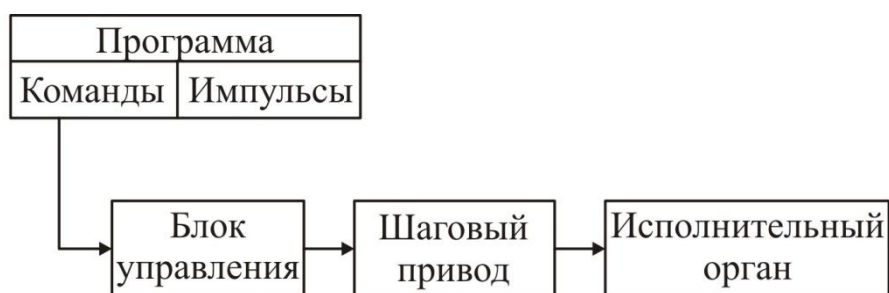 Программа
Команды Импульсы
Блок
управления
Шаговый
привод
Исполнительный
орган